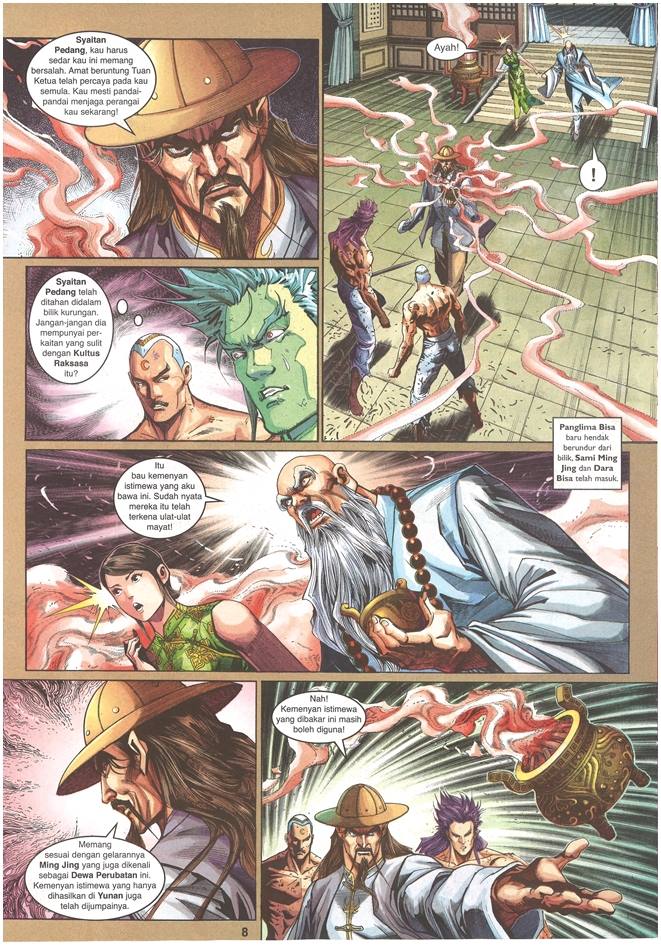 Syaitan
Pedang, kau harus
sedar kau ini memang
bersalah. Amat beruntung Tuan
Ketua telah percaya pada kau
semula. Kau mesti pandai-
pandai menjaga perangai
kau sekarang!
Ayah!
!
Syaitan
Pedang telah
ditahan didalam
bilik kurungan.
Jangan-jangan dia
mempunyai per-
kaitan yang sulit
dengan Kultus
Raksasa
itu?
Panglima Bisa
baru hendak
berundur dari
bilik, Sami Ming
Jing dan Dara
Bisa telah masuk.
Itu
bau kemenyan
istimewa yang aku
bawa ini. Sudah nyata
mereka itu telah
terkena ulat-ulat
mayat!
Memang
sesuai dengan gelarannya
Ming Jing yang juga dikenali
sebagai Dewa Perubatan ini.
Kemenyan istimewa yang hanya
dihasilkan di Yunan juga
telah dijumpainya.
Nah!
Kemenyan istimewa
yang dibakar ini masih
boleh diguna!
8